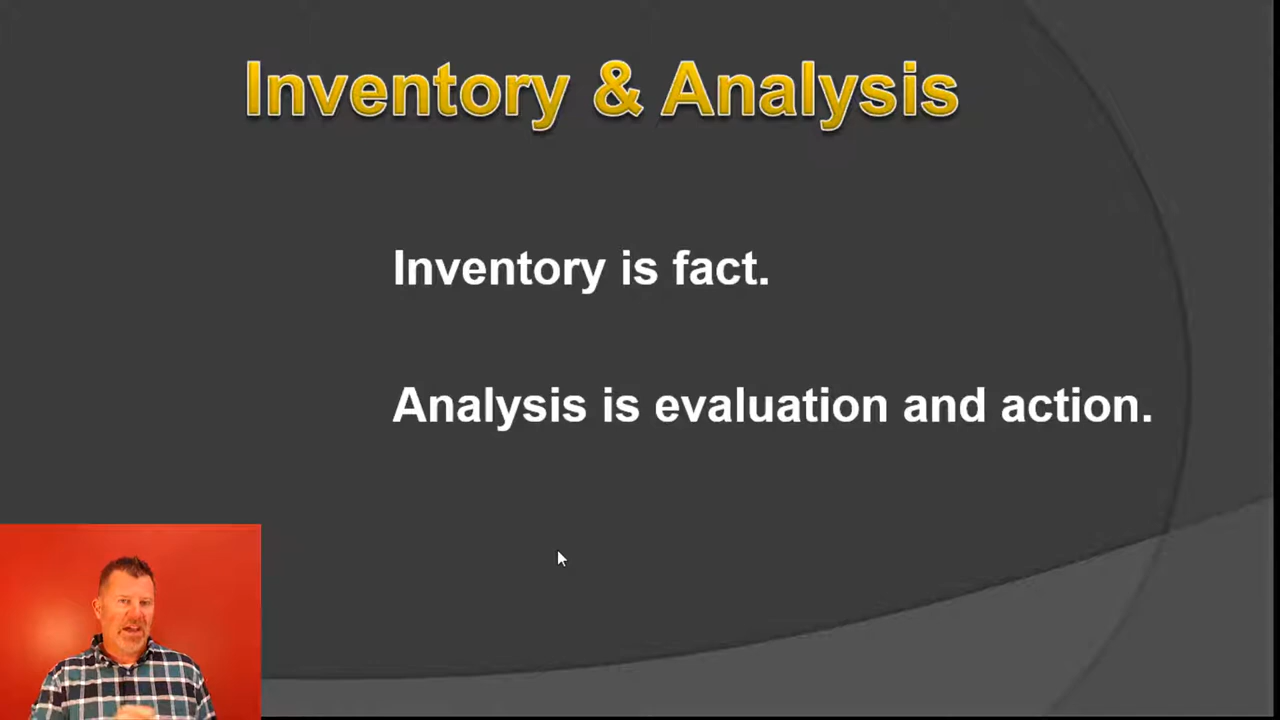 Inventory & Analysis
Inventory is fact.
Analysis is evaluation and action.